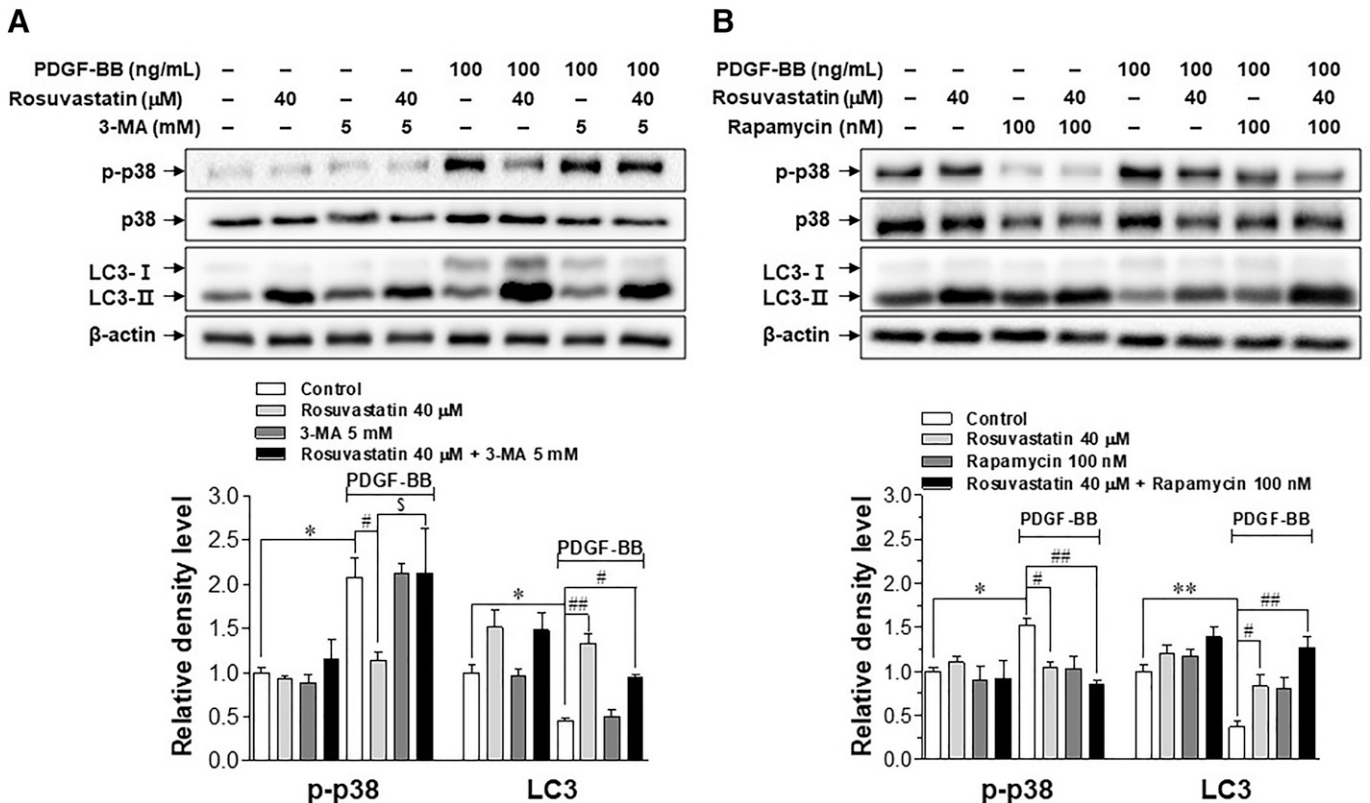 A
PDGF-BB (ng/mL) – – – – 100 100 100 100
Rosuvastatin (μM) – 40 – 40 – 40 – 40
3-MA (mM) – – 5 5 – – 5 5
p-p38
p38
LC3-Ⅰ
LC3-Ⅱ
β-actin
Control
Rosuvastatin 40 μM
3-MA 5 mM
Rosuvastatin 40 μM + 3-MA 5 mM
PDGF-BB
$
#
*
PDGF-BB
#
*
##
Relative density level
3.0
2.5
2.0
1.5
1.0
0.5
0.0
p-p38
LC3
B
PDGF-BB (ng/mL) – – – – 100 100 100 100
Rosuvastatin (μM) – 40 – 40 – 40 – 40
Rapamycin (nM) – – 100 100 – – 100 100
p-p38
p38
LC3-Ⅰ
LC3-Ⅱ
β-actin
Control
Rosuvastatin 40 μM
Rapamycin 100 nM
Rosuvastatin 40 μM + Rapamycin 100 nM
PDGF-BB
##
#
*
PDGF-BB
**
##
#
Relative density level
3.0
2.5
2.0
1.5
1.0
0.5
0.0
p-p38
LC3